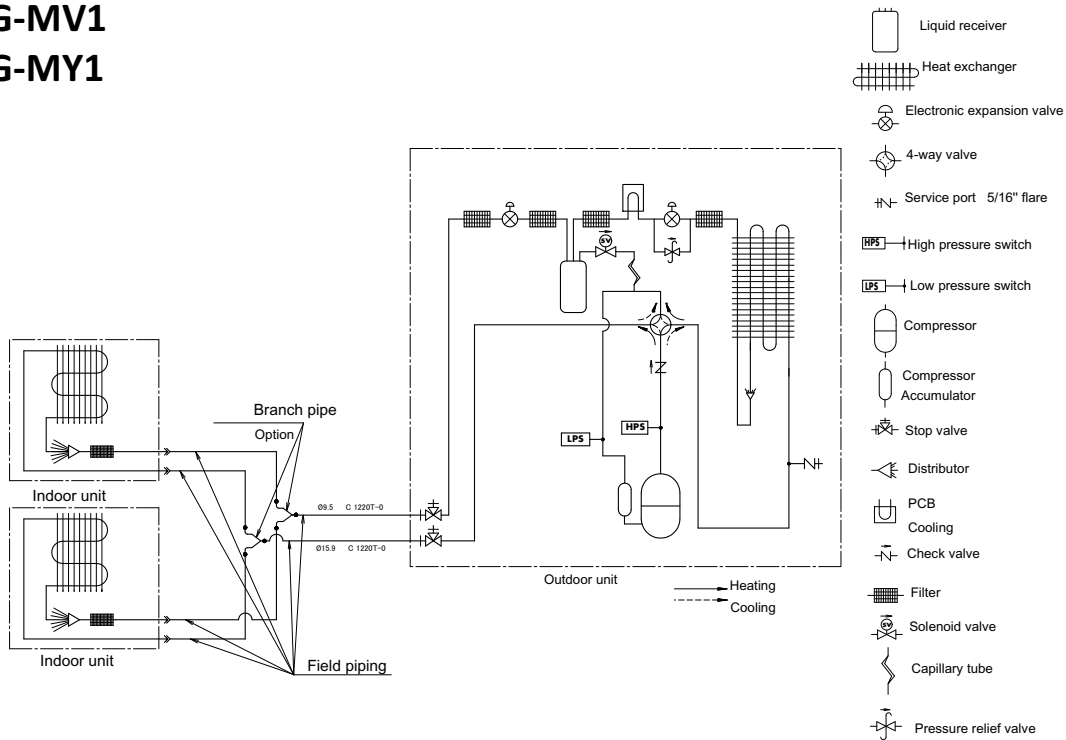 G-MV1
G-MY1
Liquid receiver
Heat exchanger
Electronic expansion valve
4-way valve
Service port 5/16" flare
HPS High pressure switch
LPS Low pressure switch
Compressor
Compressor
Accumulator
SV
Branch pipe
Option
LPS
HPS
Indoor unit
Ø9.5 C 1220T-0
Ø15.9 C 1220T-0
Outdoor unit
Heating
Cooling
Indoor unit
Field piping
Stop valve
Distributor
PCB
Cooling
Check valve
Filter
SV Solenoid valve
Capillary tube
Pressure relief valve